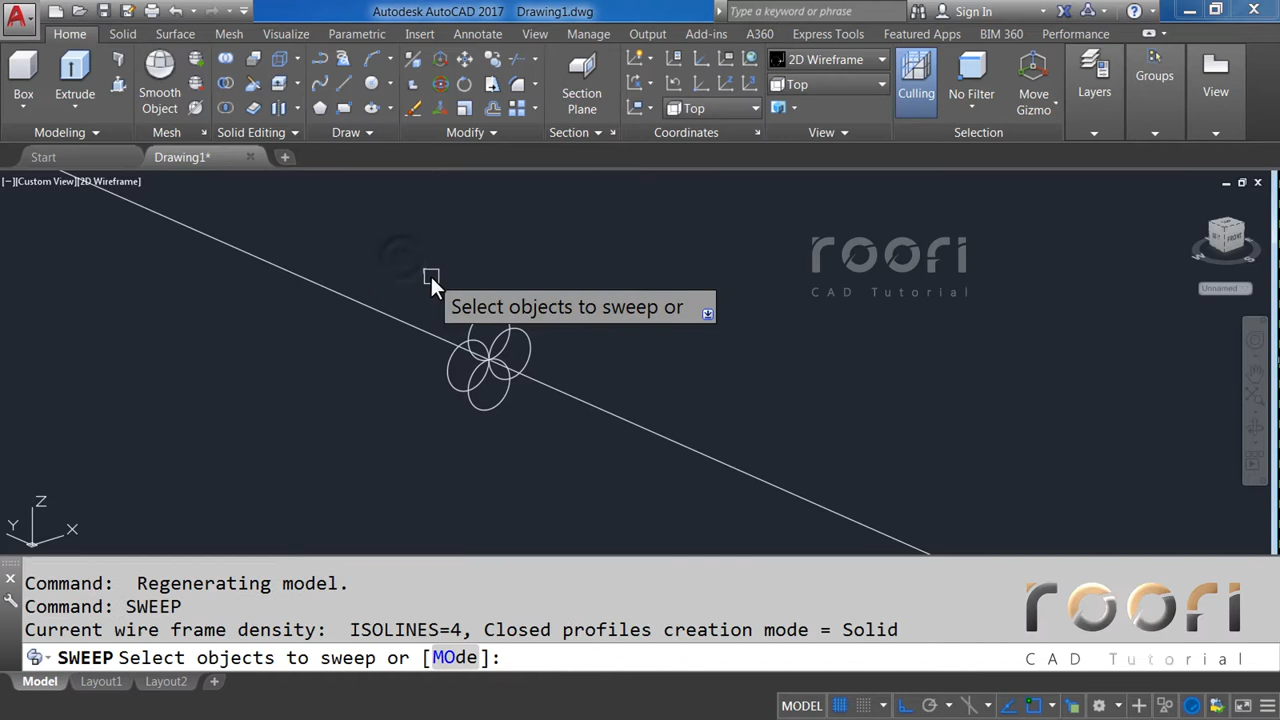 Autodesk AutoCAD 2017 Drawing1.dwg
Type a keyword or phrase
Sign In
Home Solid Surface Mesh Visualize Parametric Insert Annotate View Manage Output Add-ins A360 Express Tools Featured Apps BIM 360 Performance
2D Wireframe
Top
Top
Box Extrude Smooth Object Section Plane Culling No Filter Move Gizmo Layers Groups View
Modeling Mesh Solid Editing Draw Modify Section Coordinates View Selection
Start Drawing1*
[−][Custom View][2D Wireframe]
roofi
CAD Tutorial
FRONT
Unnamed
Select objects to sweep or
Z
Y
X
Command: Regenerating model.
Command: SWEEP
Current wire frame density: ISOLINES=4, Closed profiles creation mode = Solid
SWEEP Select objects to sweep or [MOde]:
roofi
CAD Tutorial
Model Layout1 Layout2
MODEL